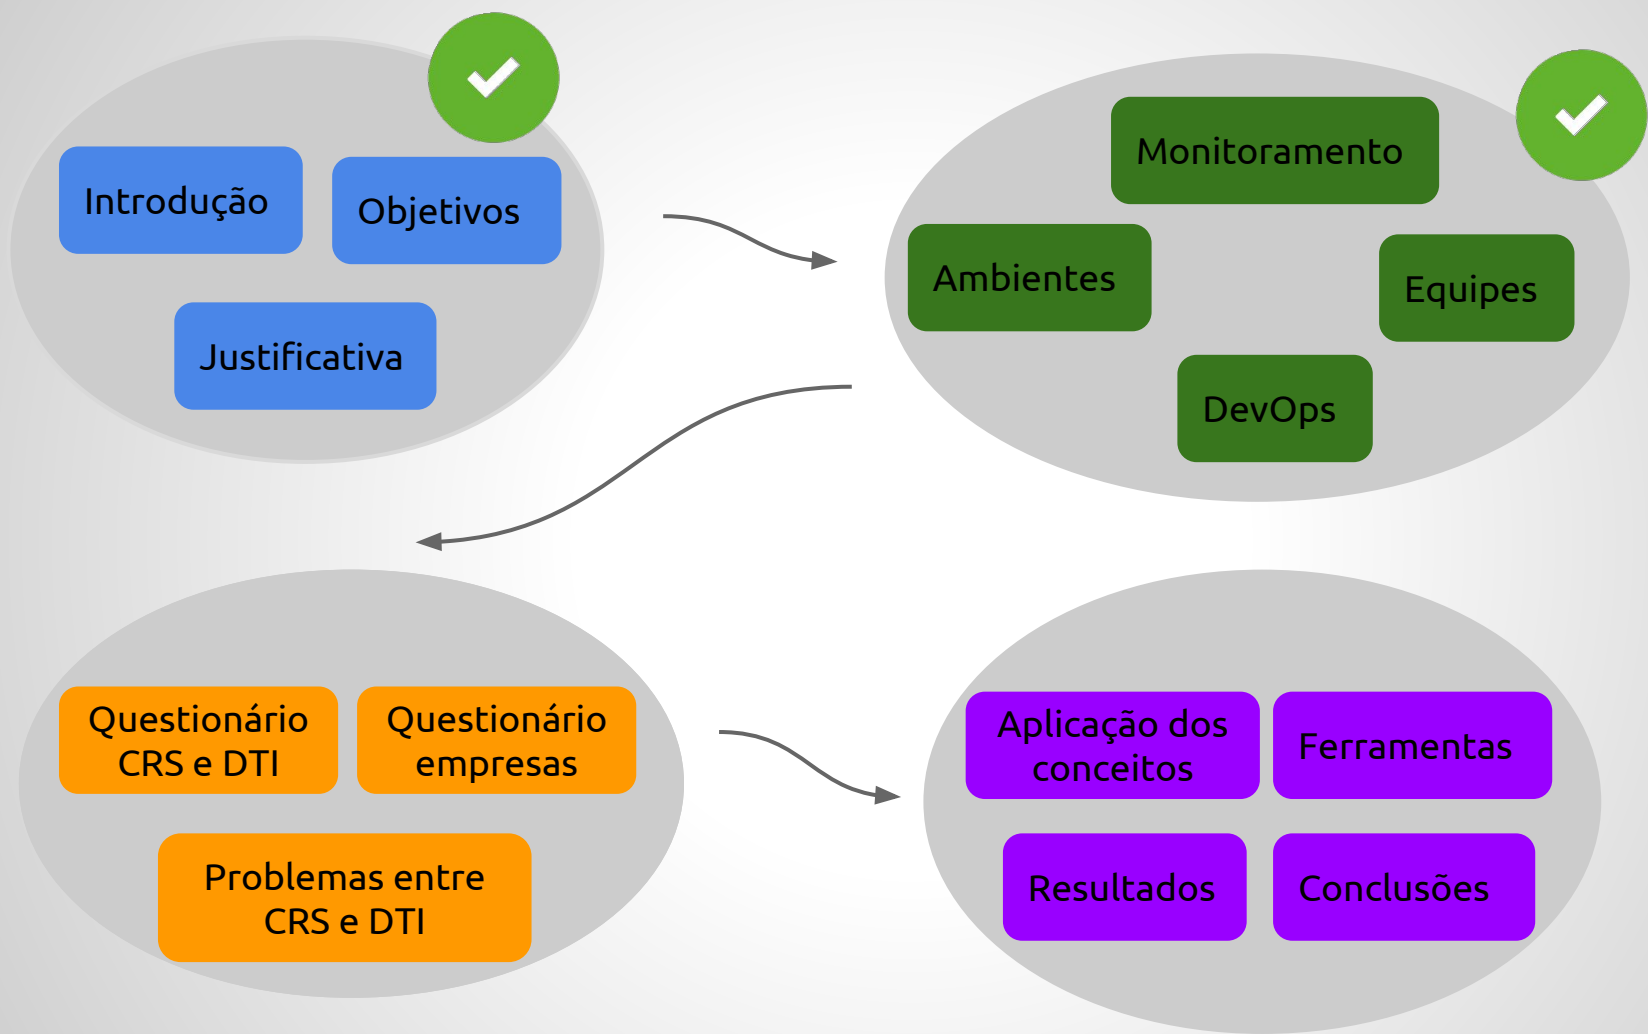 Introdução
Objetivos
Justificativa
Monitoramento
Ambientes
Equipes
DevOps
Questionário
CRS e DTI
Questionário
empresas
Problemas entre
CRS e DTI
Aplicação dos
conceitos
Ferramentas
Resultados
Conclusões